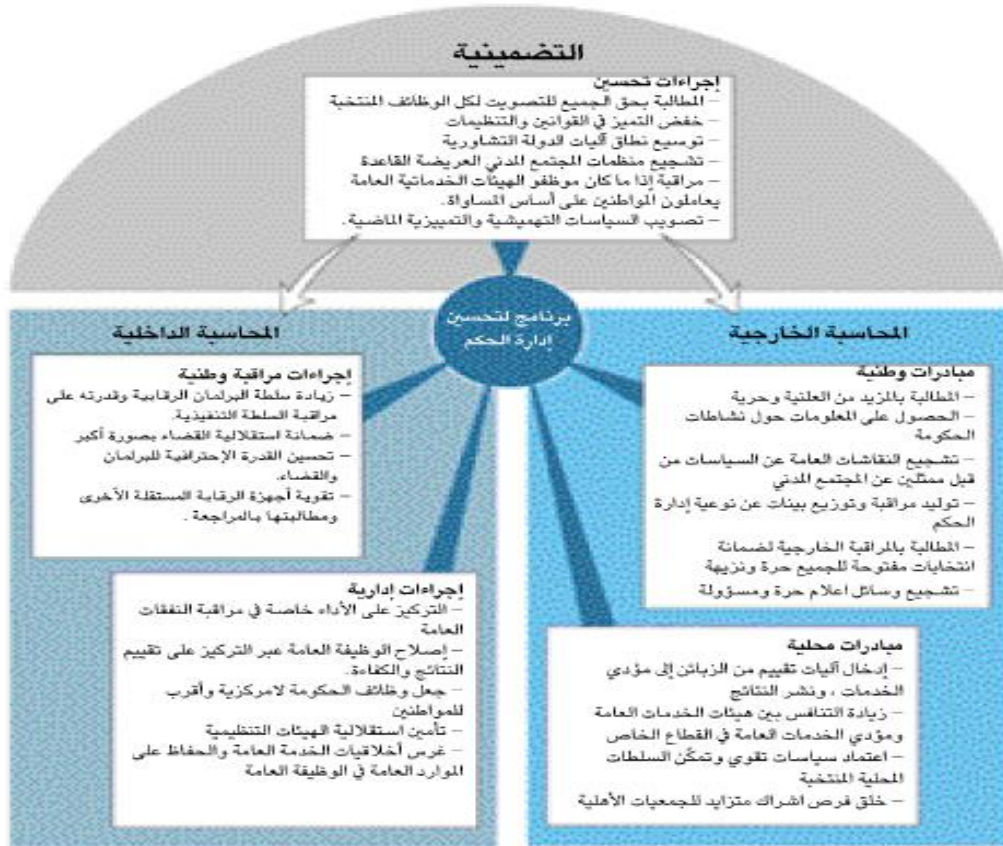 التضمينية
إجراءات تحسين
– المطالبة بحق الجميع للتصويت لكل الوظائف المنتخبة
– خفض التميز في القوانين والتنظيمات
– توسيع نطاق آليات الدولة التشاورية
– تشجيع منظمات المجتمع المدني العريضة القاعدة
– مراقبة إذا ما كان موظفو الهيئات الخدماتية العامة
يعاملون المواطنين على أساس المساواة.
– تصويب السياسات التهميشية والتمييزية الماضية.
برنامج لتحسين
إدارة الحكم
المحاسبة الخارجية
مبادرات وطنية
– المطالبة بالمزيد من العلنية وحرية
– الحصول على المعلومات حول نشاطات
الحكومة
– تشجيع النقاشات العامة عن السياسات من
قبل ممثلين عن المجتمع المدني
– توليد مراقبة وتوزيع بينات عن نوعية إدارة
الحكم
– المطالبة بالمراقبة الخارجية لضمانة
انتخابات مفتوحة للجميع حرة ونزيهة
– تشجيع وسائل اعلام حرة ومسؤولة
مبادرات محلية
– إدخال آليات تقييم من الزبائن إلى مؤدي
الخدمات ، ونشر النتائج
– زيادة التنافس بين هيئات الخدمات العامة
ومؤدي الخدمات العامة في القطاع الخاص
– اعتماد سياسات تقوي وتمكّن السلطات
المحلية المنتخبة
– خلق فرص اشراك متزايد للجمعيات الأهلية
المحاسبة الداخلية
إجراءات مراقبة وطنية
– زيادة سلطة البرلمان الرقابية وقدرته على
مراقبة السلطة التنفيذية.
– ضمانة استقلالية القضاء بصورة أكبر
– تحسين القدرة الإحترافية للبرلمان
والقضاء.
– تقوية أجهزة الرقابة المستقلة الأخرى
ومطالبتها بالمراجعة .
إجراءات إدارية
– التركيز على الأداء خاصة في مراقبة النفقات
العامة
– إصلاح الوظيفة العامة عبر التركيز على تقييم
النتائج والكفاءة.
– جعل وظائف الحكومة لامركزية وأقرب
للمواطنين
– تأمين استقلالية الهيئات التنظيمية
– غرس أخلاقيات الخدمة العامة والحفاظ على
الموارد العامة في الوظيفة العامة